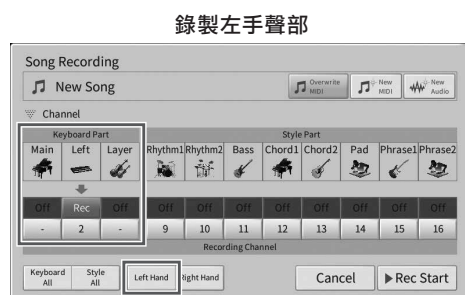 錄製左手聲部
Song Recording
New Song
Overwrite MIDI
New MIDI
New Audio
Channel
Keyboard Part
Style Part
Main Left Layer Rhythm1 Rhythm2 Bass Chord1 Chord2 Pad Phrase1 Phrase2
Off Rec Off Off Off Off Off Off Off Off Off
- 2 - 9 10 11 12 13 14 15 16
Recording Channel
Keyboard All
Style All
Left Hand
Right Hand
Cancel
Rec Start